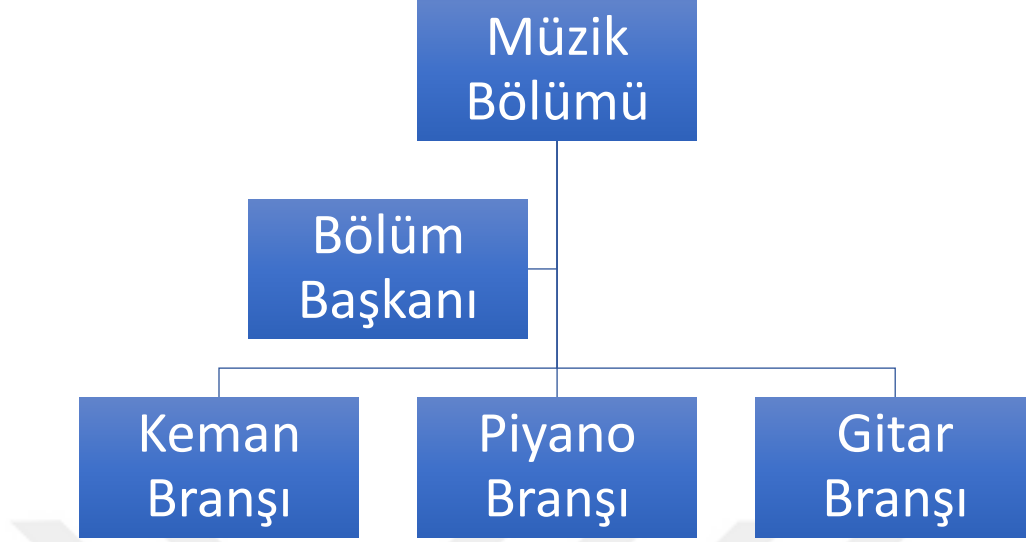 Müzik
Bölümü
Bölüm
Başkanı
Keman
Branşı
Piyano
Branşı
Gitar
Branşı